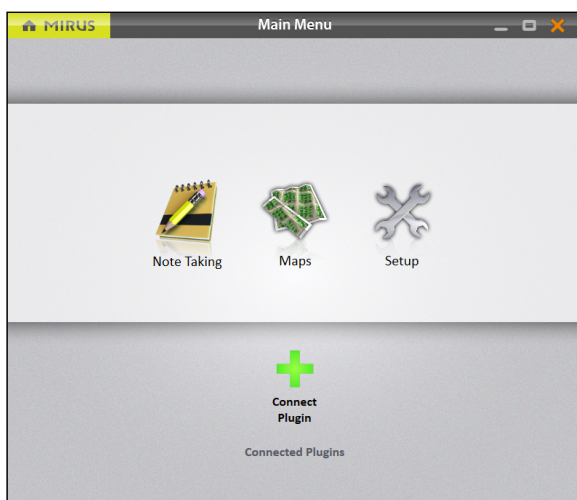 MIRUS Main Menu
Note Taking Maps Setup
Connect
Plugin
Connected Plugins